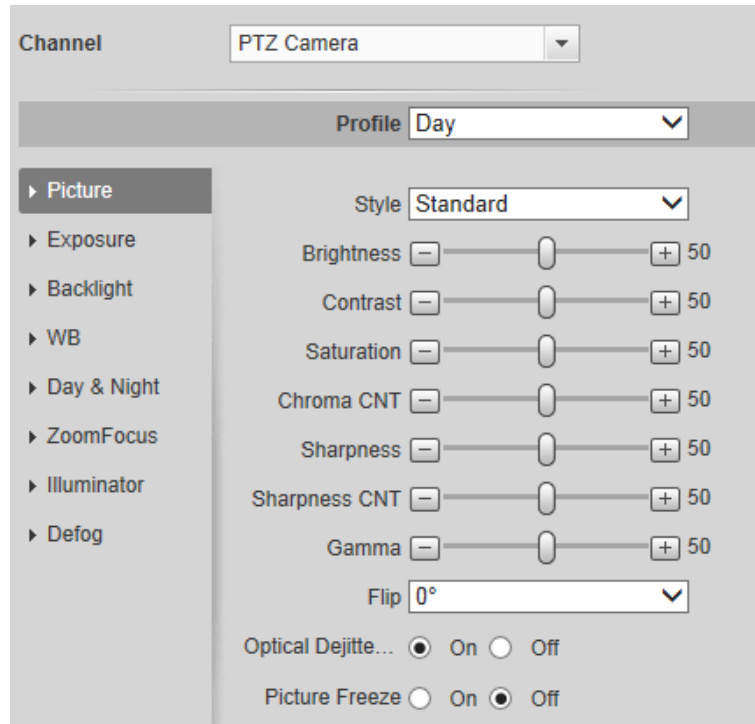 Channel PTZ Camera
Profile Day
Picture
Exposure
Backlight
WB
Day & Night
ZoomFocus
Illuminator
Defog
Style Standard
Brightness 50
Contrast 50
Saturation 50
Chroma CNT 50
Sharpness 50
Sharpness CNT 50
Gamma 50
Flip 0°
Optical Dejitte... On Off
Picture Freeze On Off